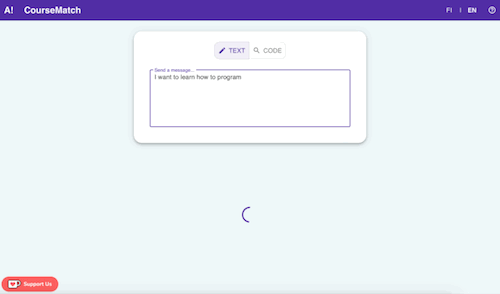 A! CourseMatch FI | EN
TEXT CODE
Send a message...
I want to learn how to program
Support Us